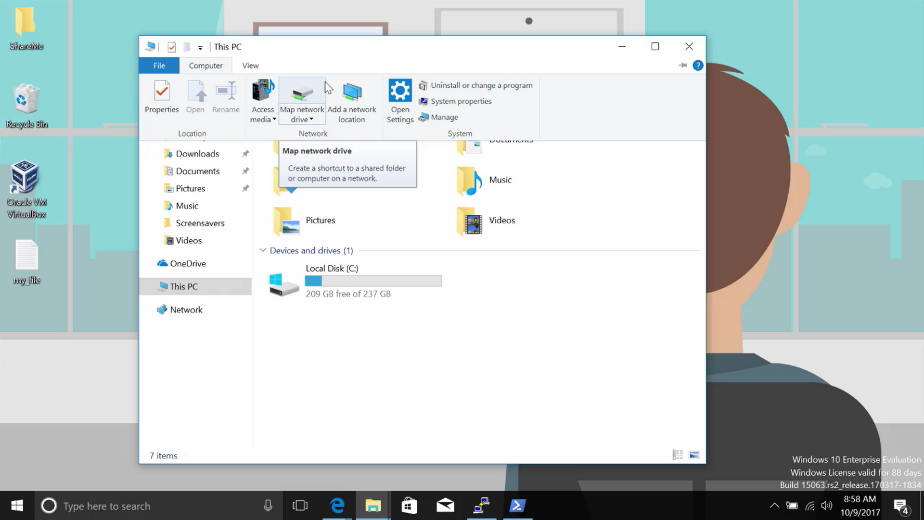 ShareMe
Recycle Bin
Oracle VM
VirtualBox
my_file
This PC
File
Computer
View
Properties
Open
Rename
Location
Access
media
Map network
drive
Add a network
location
Network
Open
Settings
Uninstall or change a program
System properties
Manage
System
Map network drive
Create a shortcut to a shared folder
or computer on a network.
Downloads
Documents
Pictures
Music
Screensavers
Videos
OneDrive
This PC
Network
Documents
Music
Pictures
Videos
Devices and drives (1)
Local Disk (C:)
209 GB free of 237 GB
7 items
Windows 10 Enterprise Evaluation
Windows License valid for 88 days
Build 15063.rs2_release.170317-1834
Type here to search
8:58 AM
10/9/2017
4